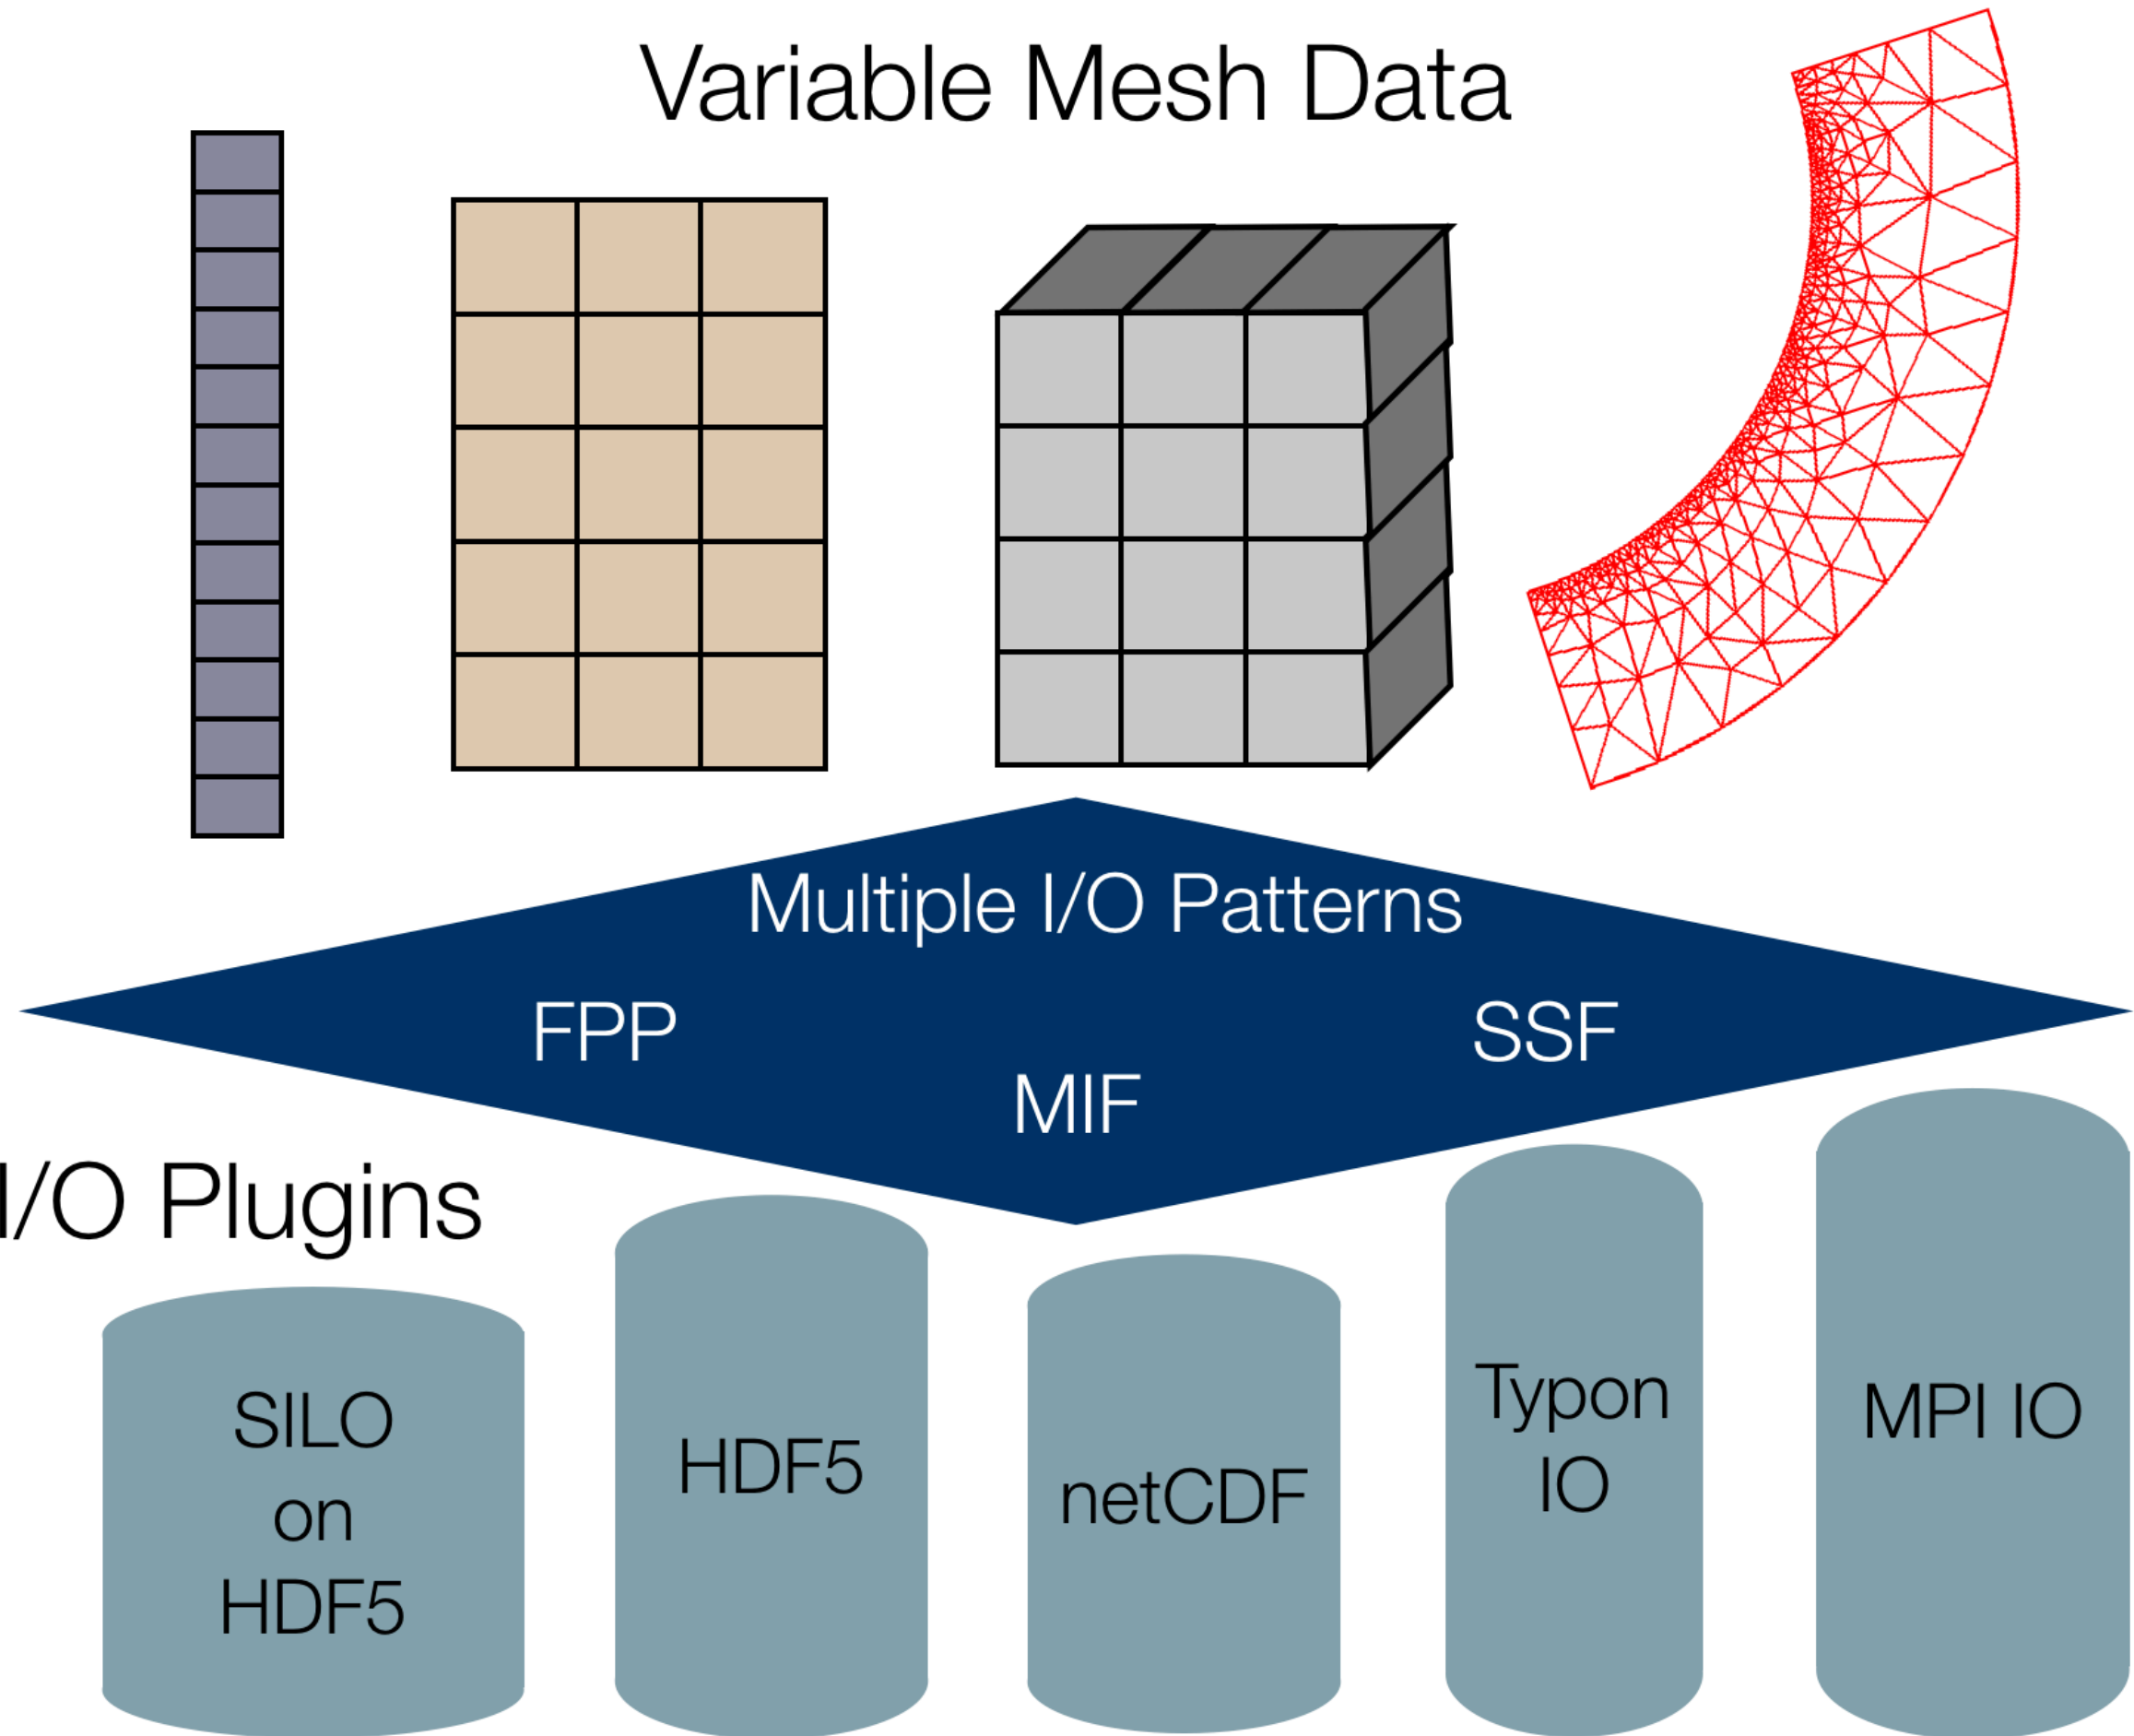 Variable Mesh Data
Multiple I/O Patterns
FPP
SSF
MIF
I/O Plugins
SILO
on
HDF5
HDF5
netCDF
Typon
IO
MPI IO